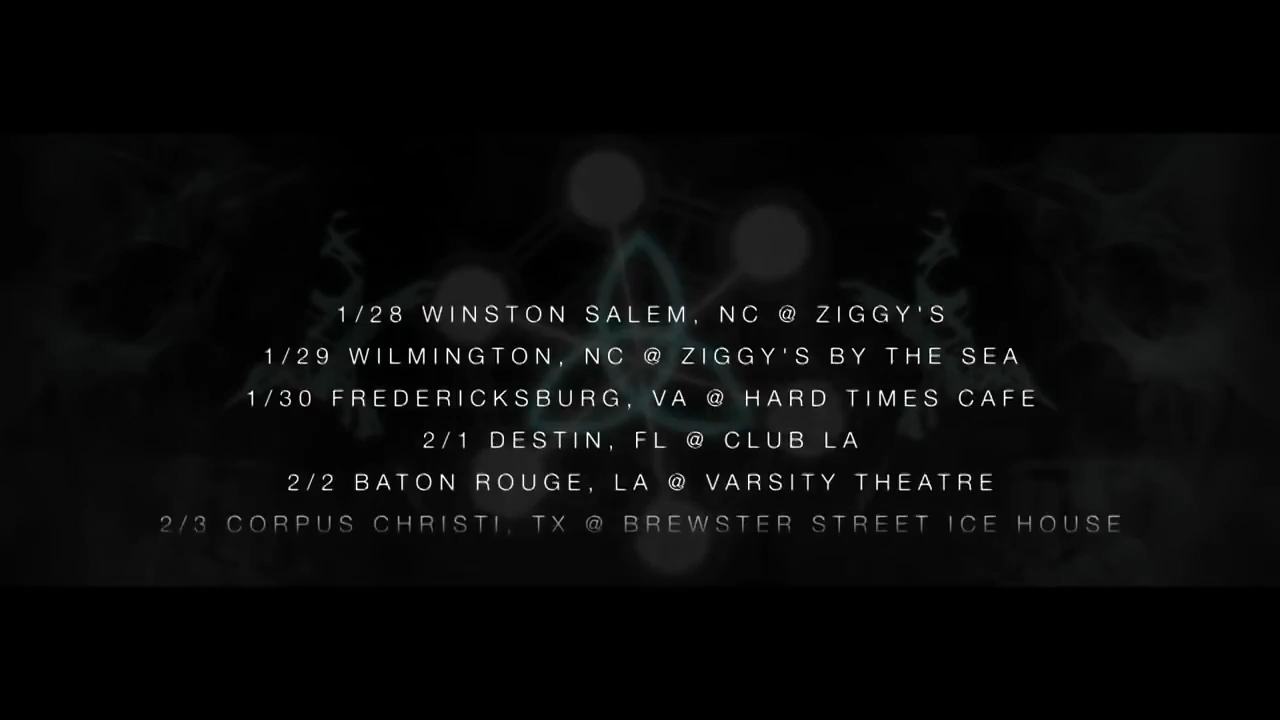 1/28 WINSTON SALEM, NC @ ZIGGY'S
1/29 WILMINGTON, NC @ ZIGGY'S BY THE SEA
1/30 FREDERICKSBURG, VA @ HARD TIMES CAFE
2/1 DESTIN, FL @ CLUB LA
2/2 BATON ROUGE, LA @ VARSITY THEATRE
2/3 CORPUS CHRISTI, TX @ BREWSTER STREET ICE HOUSE